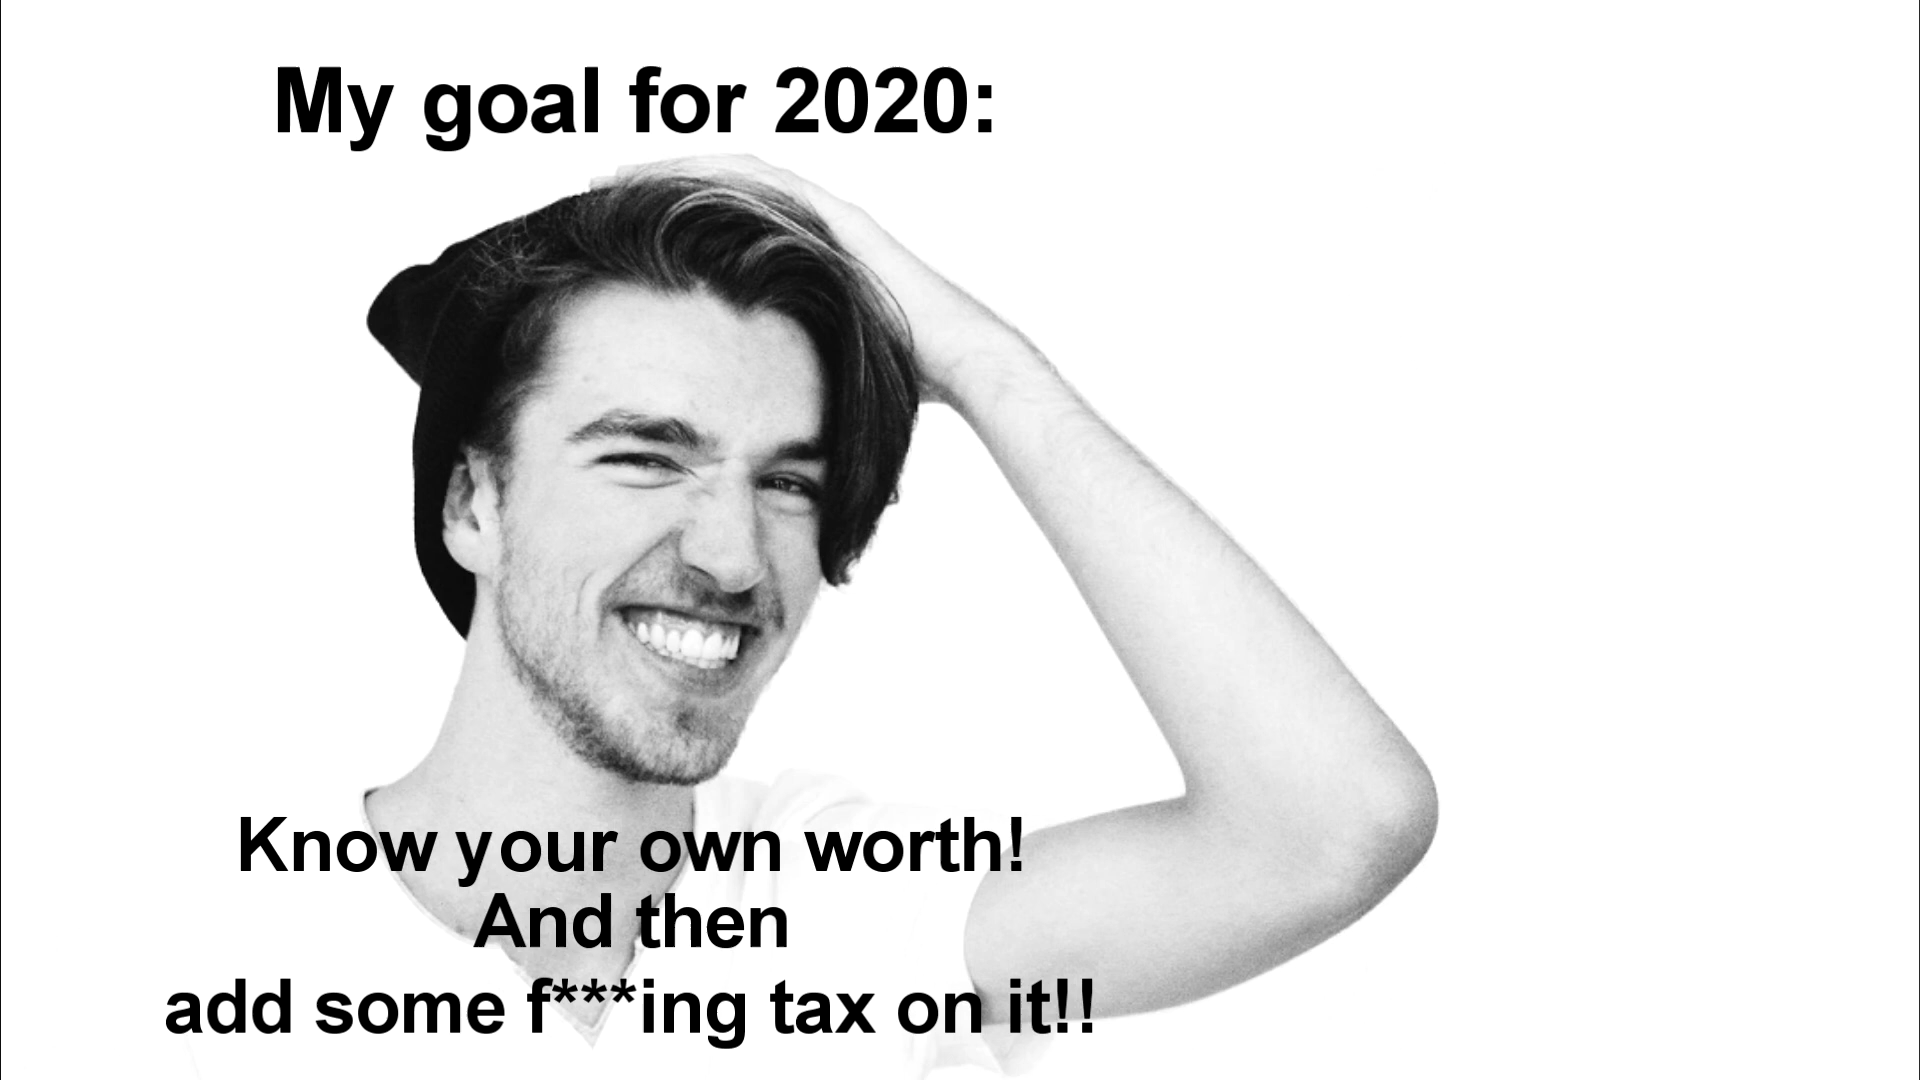 My goal for 2020:
Know your own worth!
And then
add some f***ing tax on it!!